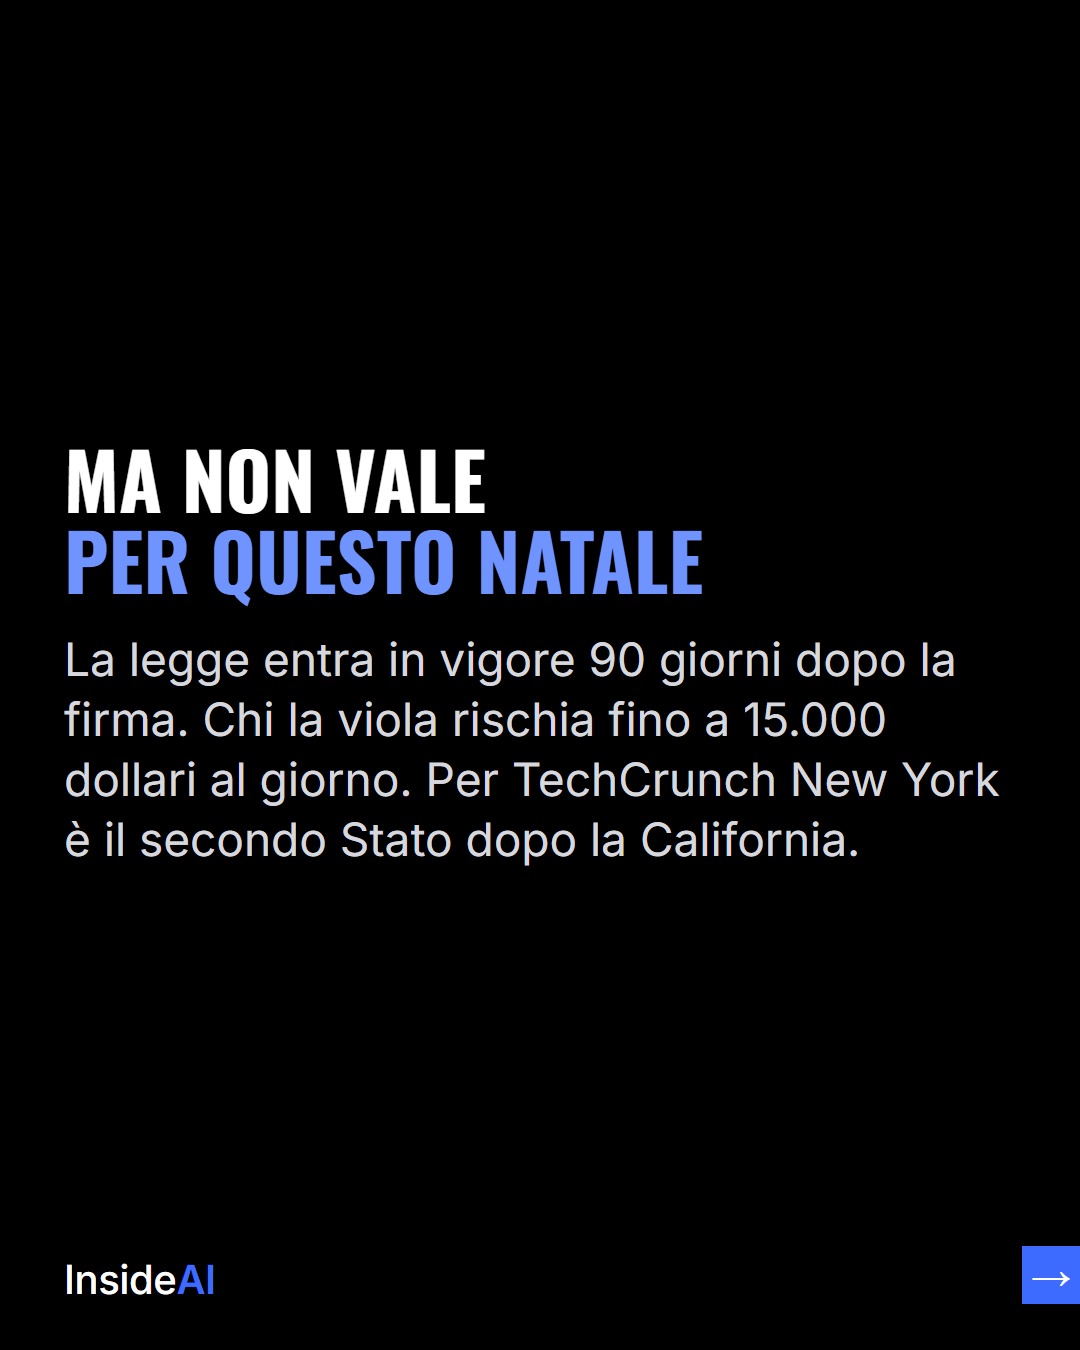 MA NON VALE
PER QUESTO NATALE
La legge entra in vigore 90 giorni dopo la
firma. Chi la viola rischia fino a 15.000
dollari al giorno. Per TechCrunch New York
è il secondo Stato dopo la California.
InsideAI
→